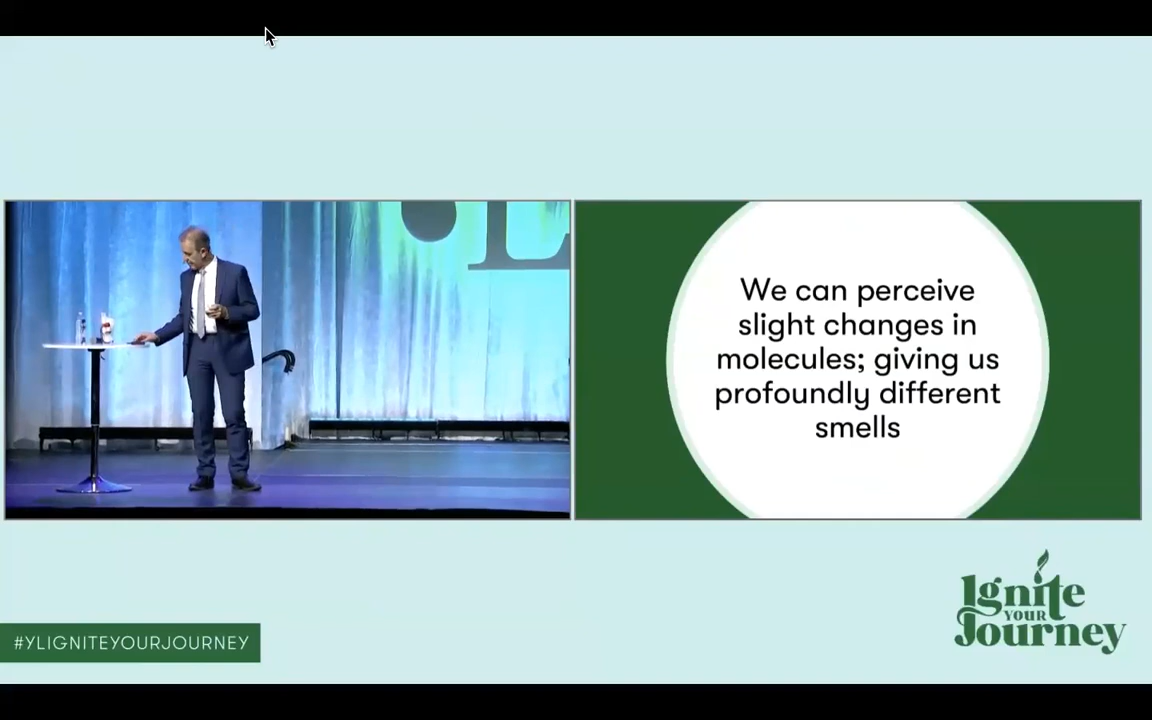 We can perceive
slight changes in
molecules; giving us
profoundly different
smells
#YLIGNITEYOURJOURNEY
Ignite
YOUR
Journey